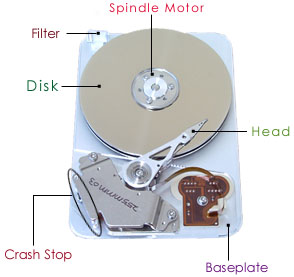 Spindle Motor
Filter
Disk
Head
Crash Stop
Baseplate